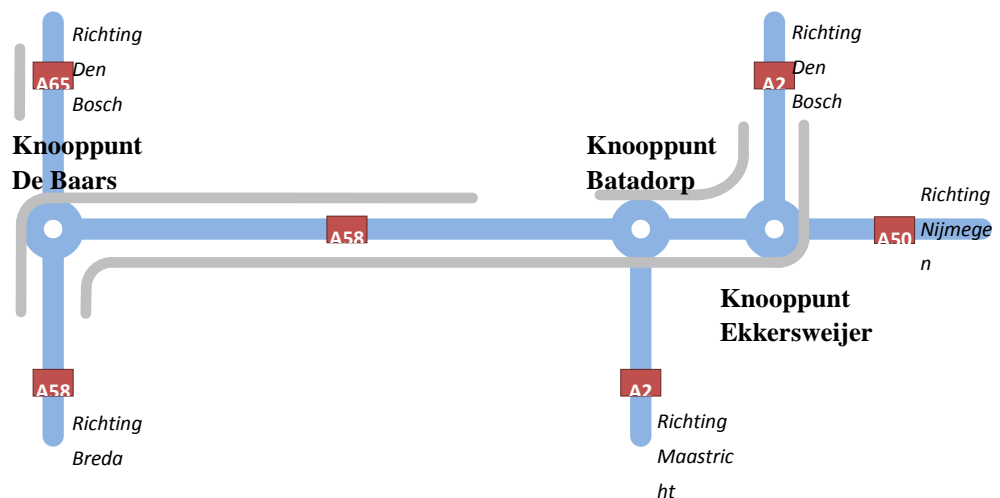 Richting
Den
Bosch
A65
Knooppunt
De Baars
Richting
Den
Bosch
A2
Knooppunt
Batadorp
Richting
Nijmege
n
A58
A50
Knooppunt
Ekkersweijer
A58
Richting
Breda
A2
Richting
Maastric
ht